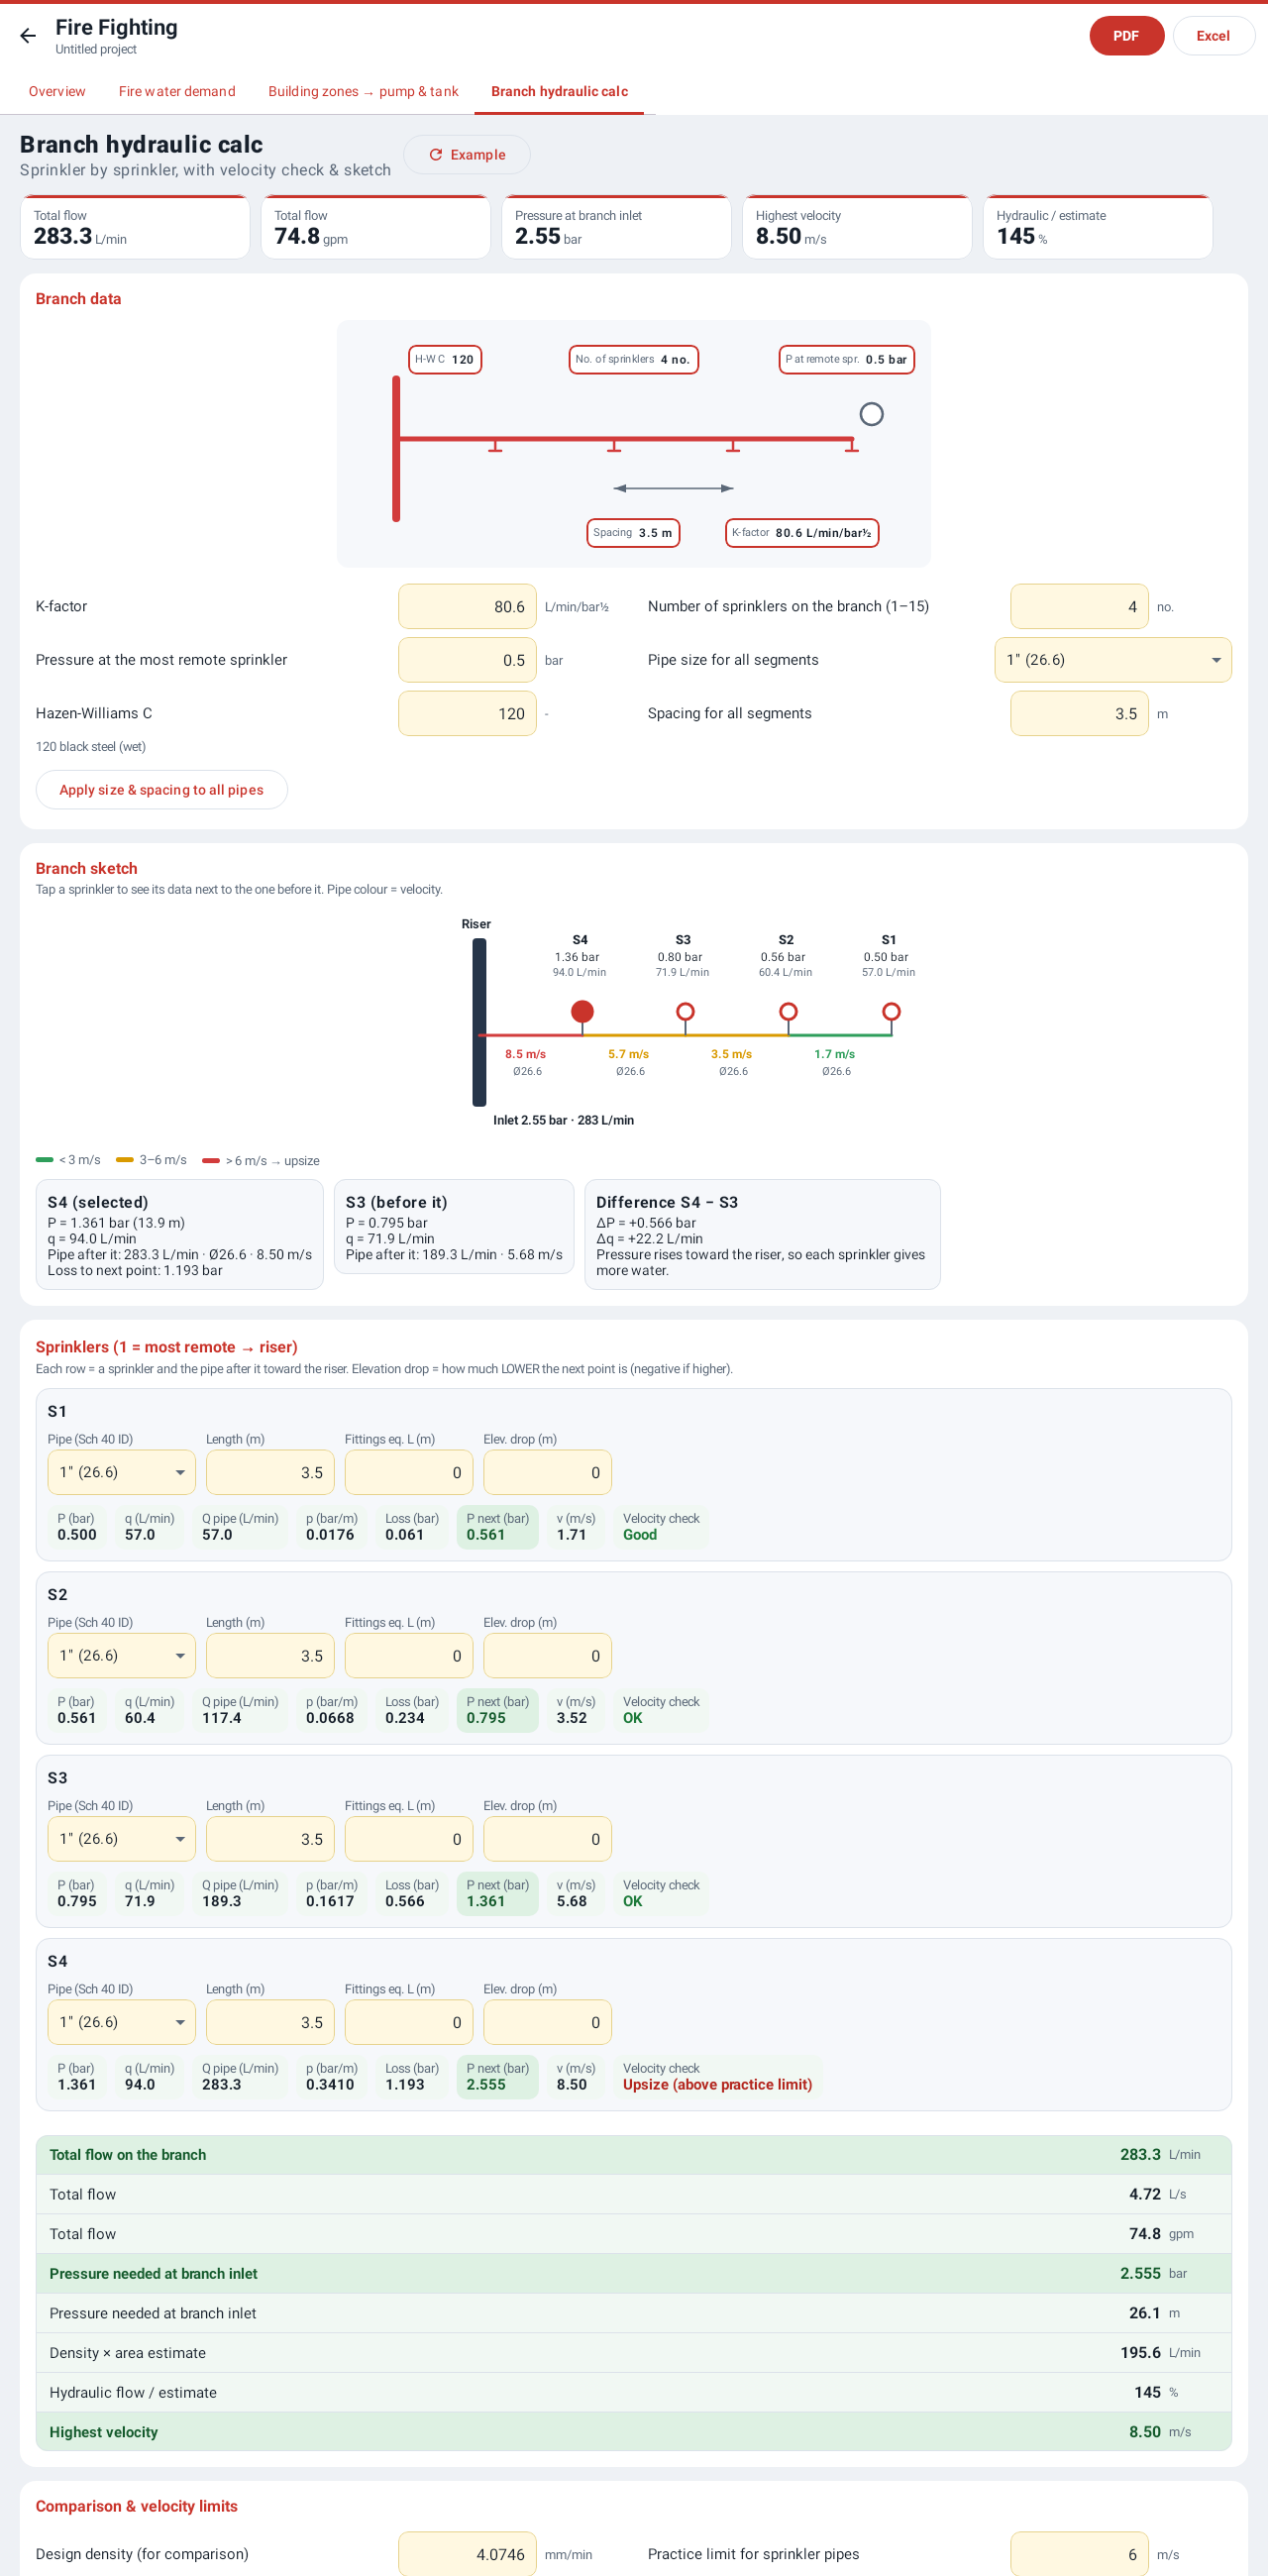 Fire Fighting
Untitled project
PDF
Excel
Overview
Fire water demand
Building zones → pump & tank
Branch hydraulic calc
Branch hydraulic calc
Sprinkler by sprinkler, with velocity check & sketch
Example
Total flow
283.3 L/min
Total flow
74.8 gpm
Pressure at branch inlet
2.55 bar
Highest velocity
8.50 m/s
Hydraulic / estimate
145 %
Branch data
H-W C 120
No. of sprinklers 4 no.
P at remote spr. 0.5 bar
Spacing 3.5 m
K-factor 80.6 L/min/bar½
K-factor 80.6 L/min/bar½
Number of sprinklers on the branch (1–15) 4 no.
Pressure at the most remote sprinkler 0.5 bar
Pipe size for all segments 1" (26.6)
Hazen-Williams C 120 -
Spacing for all segments 3.5 m
120 black steel (wet)
Apply size & spacing to all pipes
Branch sketch
Tap a sprinkler to see its data next to the one before it. Pipe colour = velocity.
Riser
S4 S3 S2 S1
1.36 bar 0.80 bar 0.56 bar 0.50 bar
94.0 L/min 71.9 L/min 60.4 L/min 57.0 L/min
8.5 m/s 5.7 m/s 3.5 m/s 1.7 m/s
Ø26.6 Ø26.6 Ø26.6 Ø26.6
Inlet 2.55 bar · 283 L/min
< 3 m/s 3–6 m/s > 6 m/s → upsize
S4 (selected)
P = 1.361 bar (13.9 m)
q = 94.0 L/min
Pipe after it: 283.3 L/min · Ø26.6 · 8.50 m/s
Loss to next point: 1.193 bar
S3 (before it)
P = 0.795 bar
q = 71.9 L/min
Pipe after it: 189.3 L/min · 5.68 m/s
Difference S4 − S3
ΔP = +0.566 bar
Δq = +22.2 L/min
Pressure rises toward the riser, so each sprinkler gives
more water.
Sprinklers (1 = most remote → riser)
Each row = a sprinkler and the pipe after it toward the riser. Elevation drop = how much LOWER the next point is (negative if higher).
S1
Pipe (Sch 40 ID) Length (m) Fittings eq. L (m) Elev. drop (m)
1" (26.6) 3.5 0 0
P (bar) q (L/min) Q pipe (L/min) p (bar/m) Loss (bar) P next (bar) v (m/s) Velocity check
0.500 57.0 57.0 0.0176 0.061 0.561 1.71 Good
S2
Pipe (Sch 40 ID) Length (m) Fittings eq. L (m) Elev. drop (m)
1" (26.6) 3.5 0 0
P (bar) q (L/min) Q pipe (L/min) p (bar/m) Loss (bar) P next (bar) v (m/s) Velocity check
0.561 60.4 117.4 0.0668 0.234 0.795 3.52 OK
S3
Pipe (Sch 40 ID) Length (m) Fittings eq. L (m) Elev. drop (m)
1" (26.6) 3.5 0 0
P (bar) q (L/min) Q pipe (L/min) p (bar/m) Loss (bar) P next (bar) v (m/s) Velocity check
0.795 71.9 189.3 0.1617 0.566 1.361 5.68 OK
S4
Pipe (Sch 40 ID) Length (m) Fittings eq. L (m) Elev. drop (m)
1" (26.6) 3.5 0 0
P (bar) q (L/min) Q pipe (L/min) p (bar/m) Loss (bar) P next (bar) v (m/s) Velocity check
1.361 94.0 283.3 0.3410 1.193 2.555 8.50 Upsize (above practice limit)
Total flow on the branch 283.3 L/min
Total flow 4.72 L/s
Total flow 74.8 gpm
Pressure needed at branch inlet 2.555 bar
Pressure needed at branch inlet 26.1 m
Density × area estimate 195.6 L/min
Hydraulic flow / estimate 145 %
Highest velocity 8.50 m/s
Comparison & velocity limits
Design density (for comparison) 4.0746 mm/min
Practice limit for sprinkler pipes 6 m/s